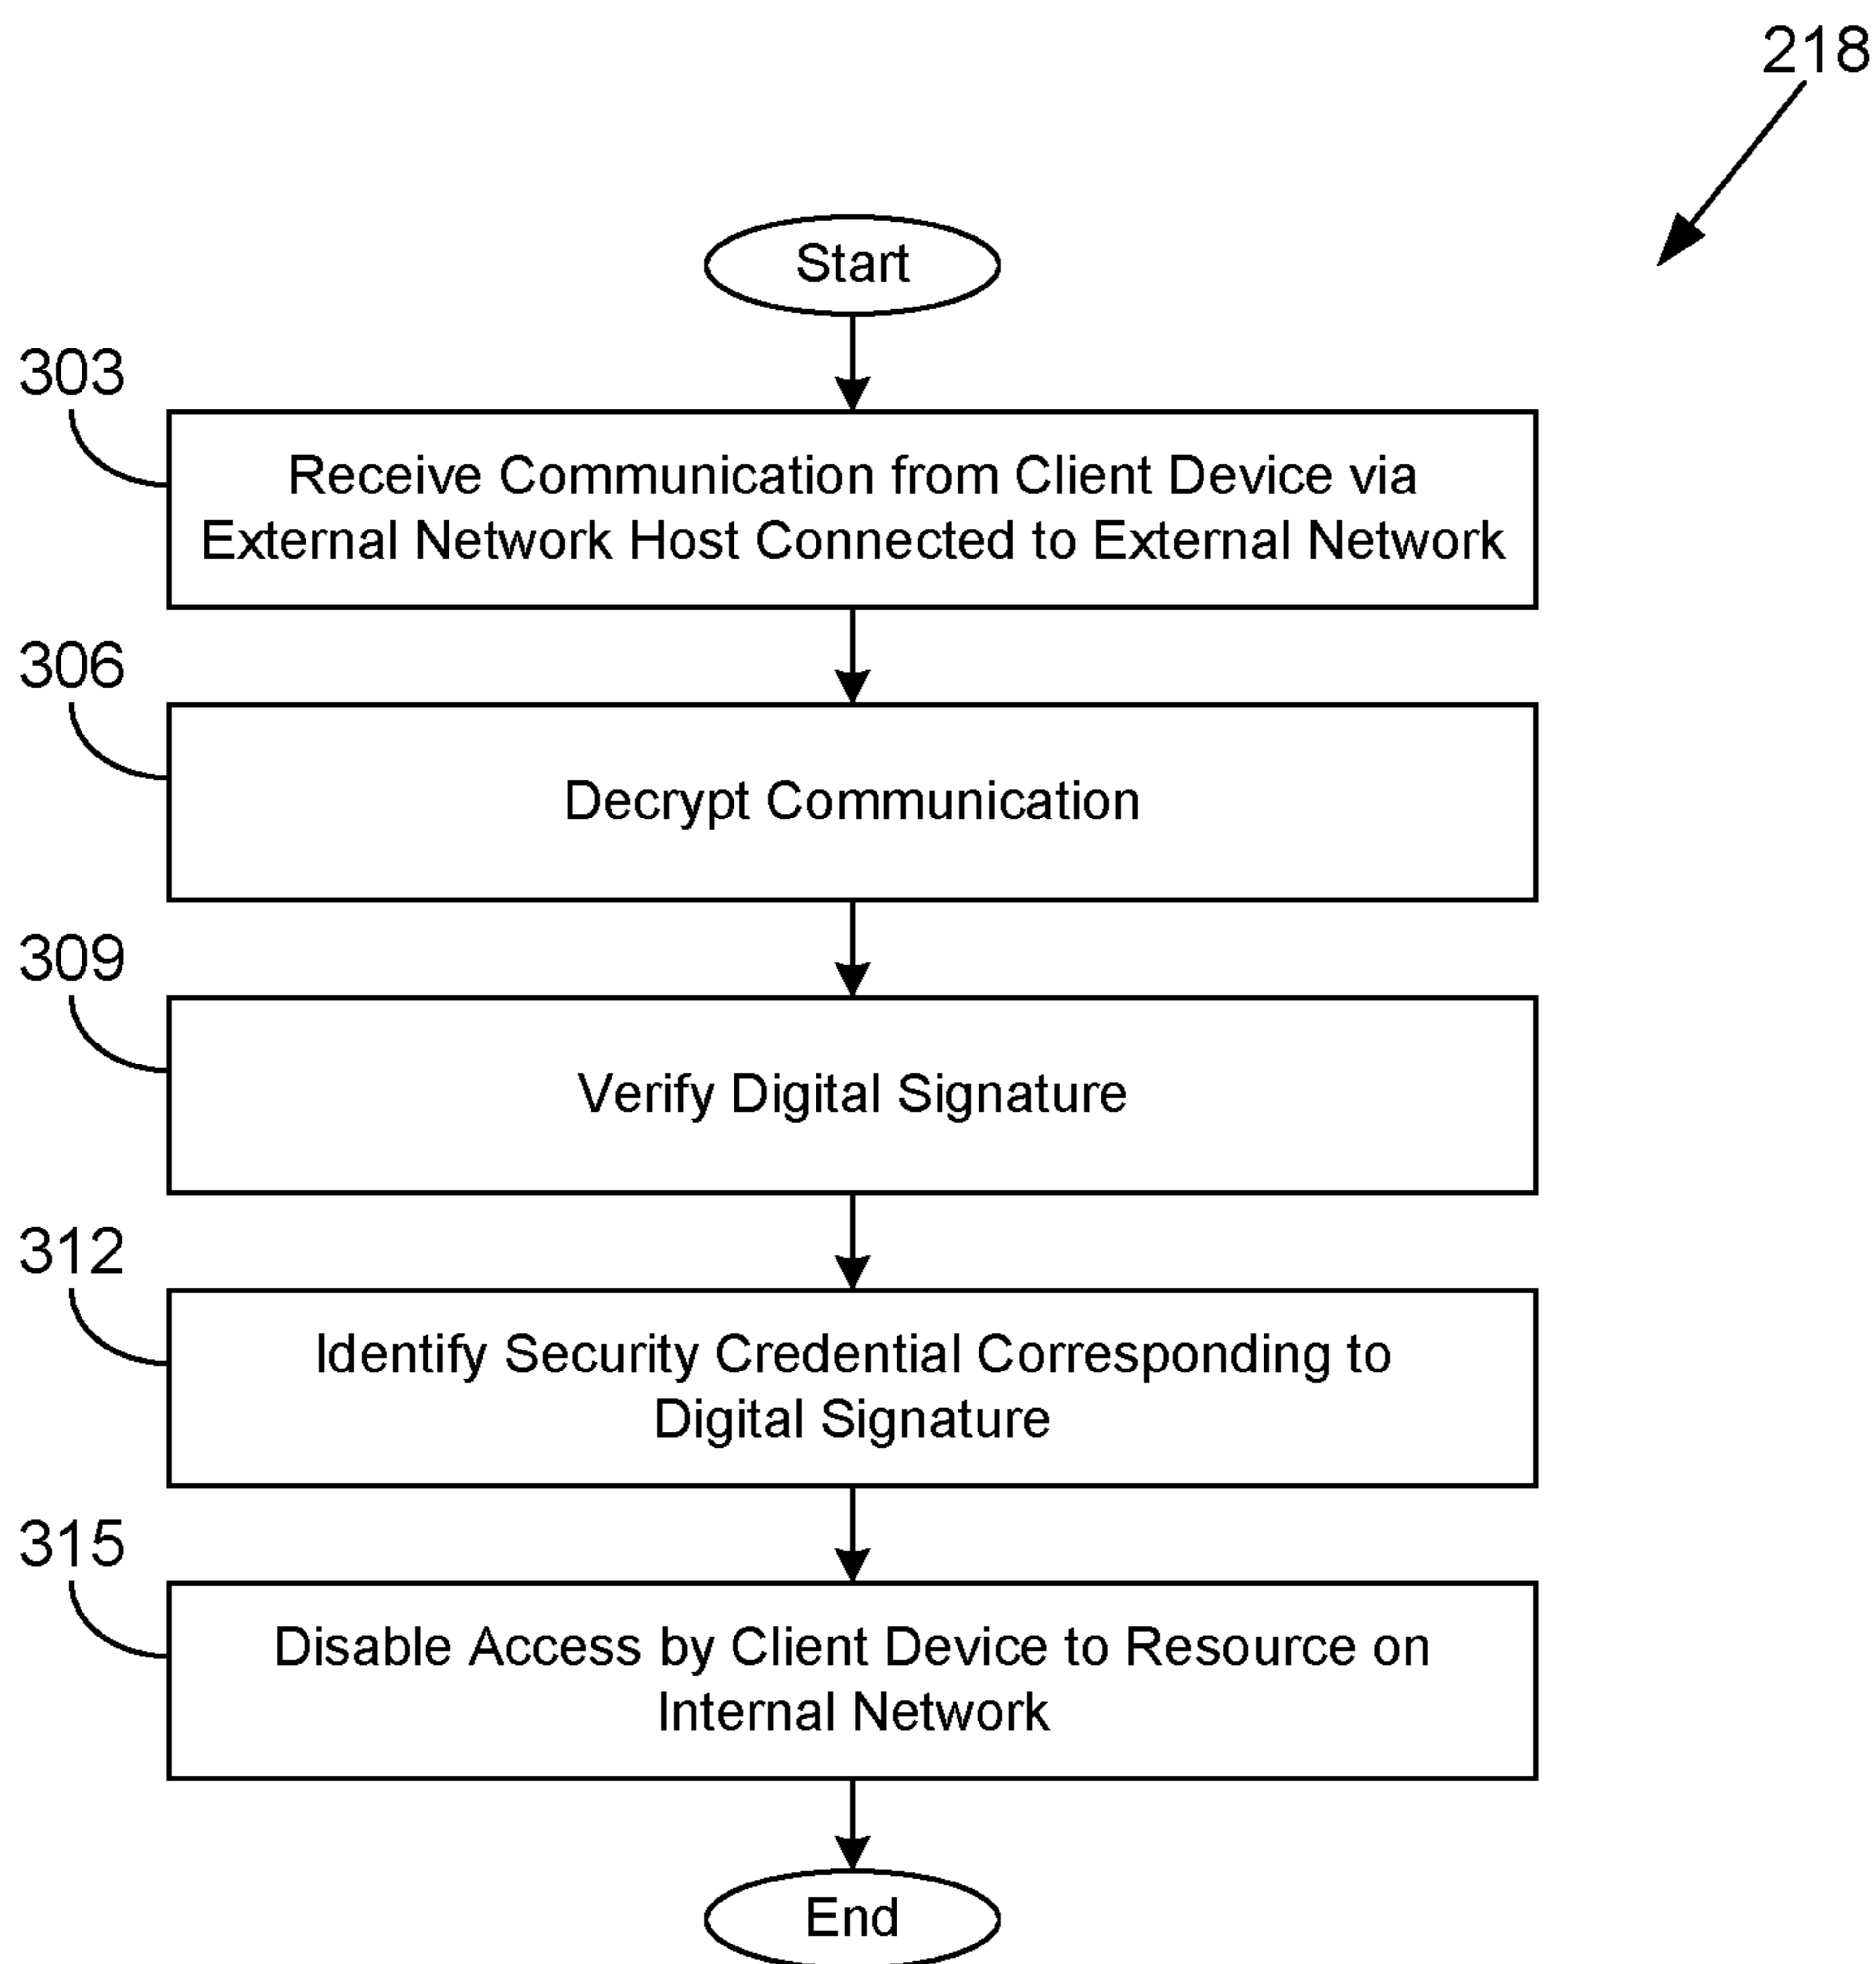 218
Start
303
Receive Communication from Client Device via
External Network Host Connected to External Network
306
Decrypt Communication
309
Verify Digital Signature
312
Identify Security Credential Corresponding to
Digital Signature
315
Disable Access by Client Device to Resource on
Internal Network
End